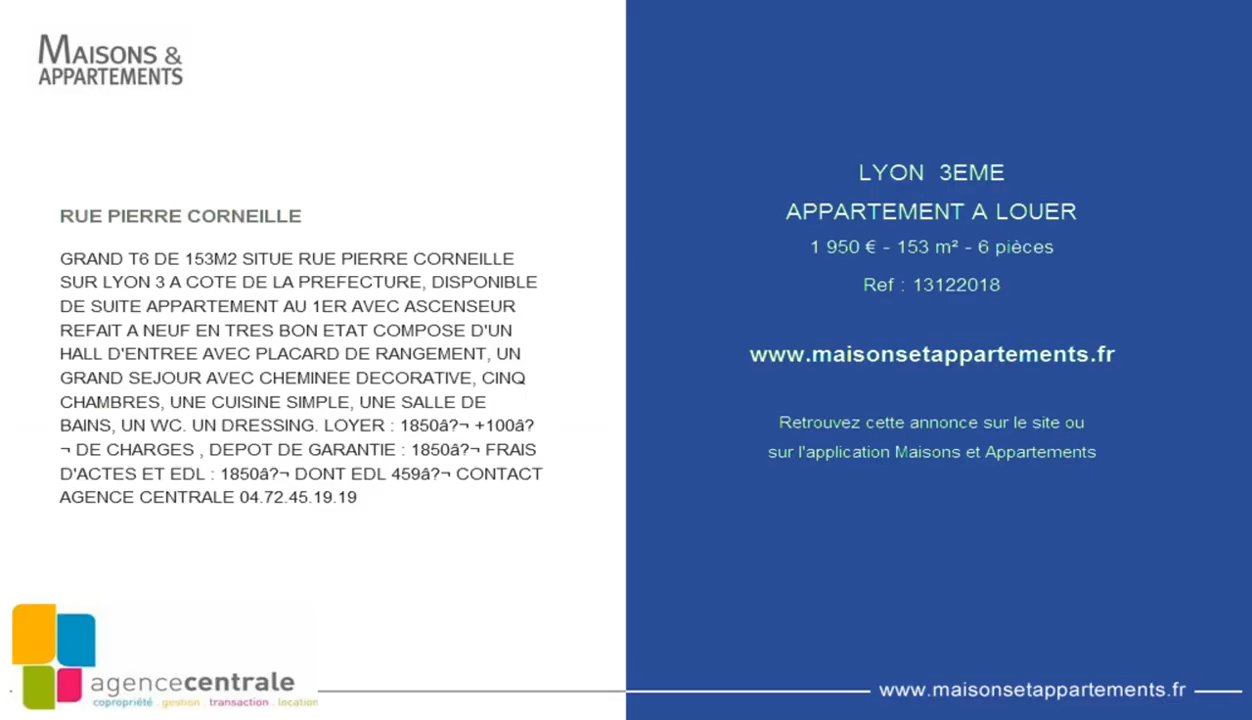 MAISONS &
APPARTEMENTS
RUE PIERRE CORNEILLE
GRAND T6 DE 153M2 SITUE RUE PIERRE CORNEILLE
SUR LYON 3 A COTE DE LA PREFECTURE, DISPONIBLE
DE SUITE APPARTEMENT AU 1ER AVEC ASCENSEUR
REFAIT A NEUF EN TRES BON ETAT COMPOSE D'UN
HALL D'ENTREE AVEC PLACARD DE RANGEMENT, UN
GRAND SEJOUR AVEC CHEMINEE DECORATIVE, CINQ
CHAMBRES, UNE CUISINE SIMPLE, UNE SALLE DE
BAINS, UN WC. UN DRESSING. LOYER : 1850â?¬ +100â?
¬ DE CHARGES , DEPOT DE GARANTIE : 1850â?¬ FRAIS
D'ACTES ET EDL : 1850â?¬ DONT EDL 459â?¬ CONTACT
AGENCE CENTRALE 04.72.45.19.19
agencecentrale
copropriété . gestion . transaction . location
LYON 3EME
APPARTEMENT A LOUER
1 950 € - 153 m² - 6 pièces
Ref : 13122018
www.maisonsetappartements.fr
Retrouvez cette annonce sur le site ou
sur l'application Maisons et Appartements
www.maisonsetappartements.fr